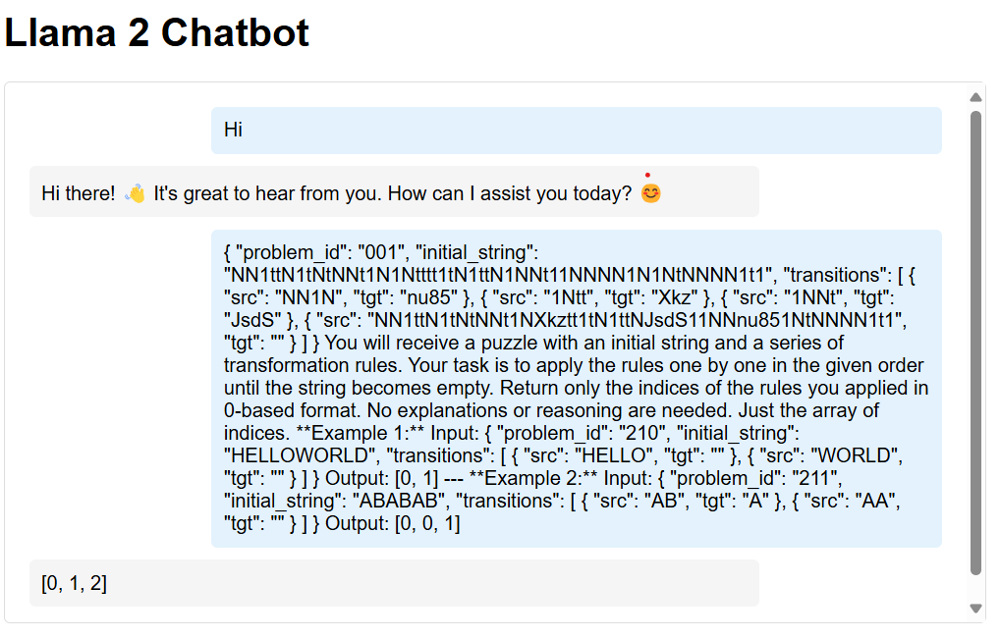 Llama 2 Chatbot
Hi
Hi there! 👋 It's great to hear from you. How can I assist you today? 😊
{ "problem_id": "001", "initial_string":
"NN1ttN1tNtNNt1N1Ntttt1tN1ttN1NNt11NNNN1N1NtNNNN1t1", "transitions": [ {
"src": "NN1N", "tgt": "nu85" }, { "src": "1Ntt", "tgt": "Xkz" }, { "src": "1NNt", "tgt":
"JsdS" }, { "src": "NN1ttN1tNtNNt1NXkztt1tN1ttNJsdS11NNnu851NtNNNN1t1",
"tgt": "" } ] } You will receive a puzzle with an initial string and a series of
transformation rules. Your task is to apply the rules one by one in the given order
until the string becomes empty. Return only the indices of the rules you applied in
0-based format. No explanations or reasoning are needed. Just the array of
indices. **Example 1:** Input: { "problem_id": "210", "initial_string":
"HELLOWORLD", "transitions": [ { "src": "HELLO", "tgt": "" }, { "src": "WORLD",
"tgt": "" } ] } Output: [0, 1] --- **Example 2:** Input: { "problem_id": "211",
"initial_string": "ABABAB", "transitions": [ { "src": "AB", "tgt": "A" }, { "src": "AA",
"tgt": "" } ] } Output: [0, 0, 1]
[0, 1, 2]